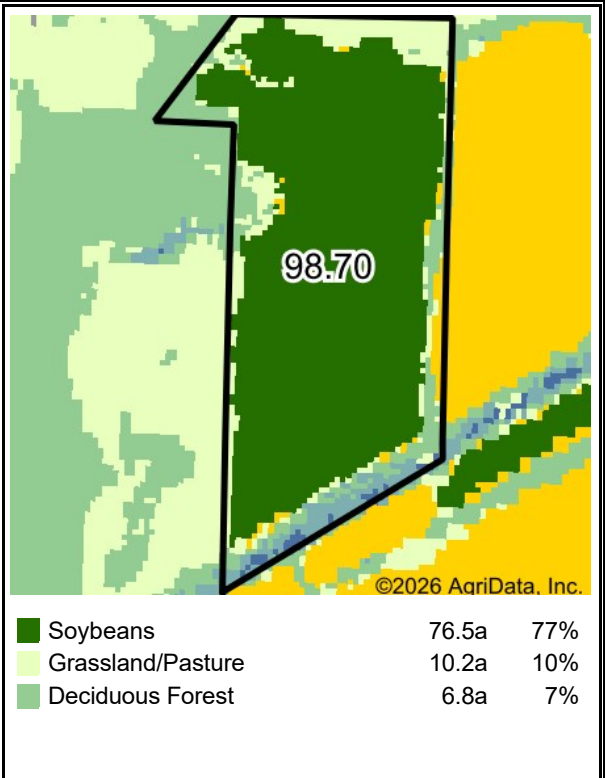 98.70
©2026 AgriData, Inc.
Soybeans 76.5a 77%
Grassland/Pasture 10.2a 10%
Deciduous Forest 6.8a 7%